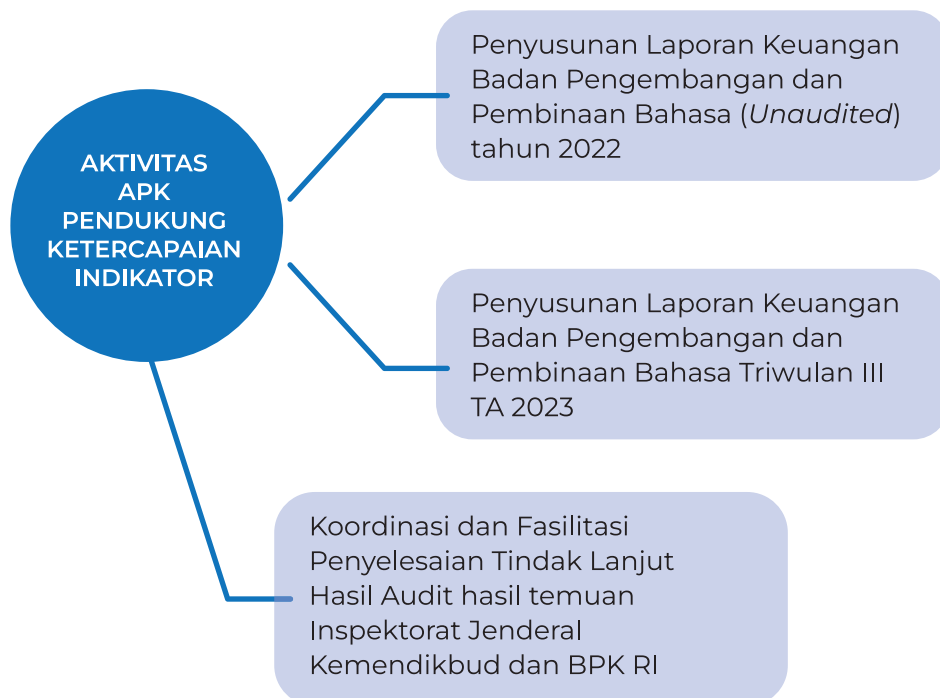 AKTIVITAS
APK
PENDUKUNG
KETERCAPAIAN
INDIKATOR
Penyusunan Laporan Keuangan
Badan Pengembangan dan
Pembinaan Bahasa (Unaudited)
tahun 2022
Penyusunan Laporan Keuangan
Badan Pengembangan dan
Pembinaan Bahasa Triwulan III
TA 2023
Koordinasi dan Fasilitasi
Penyelesaian Tindak Lanjut
Hasil Audit hasil temuan
Inspektorat Jenderal
Kemendikbud dan BPK RI